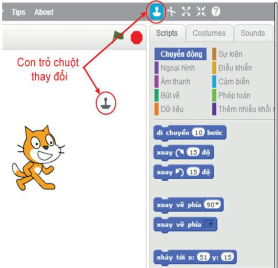 Tips About
Con trỏ chuột
thay đổi
Scripts Costumes Sounds
Chuyển động Sự kiện
Ngoại hình Điều khiển
Âm thanh Cảm biến
Bút vẽ Phép toán
Dữ liệu Thêm nhiều khối
di chuyển 10 bước
xoay 15 độ
xoay 15 độ
xoay về phía 90
xoay về phía
nhảy tới x: 51 y: 15